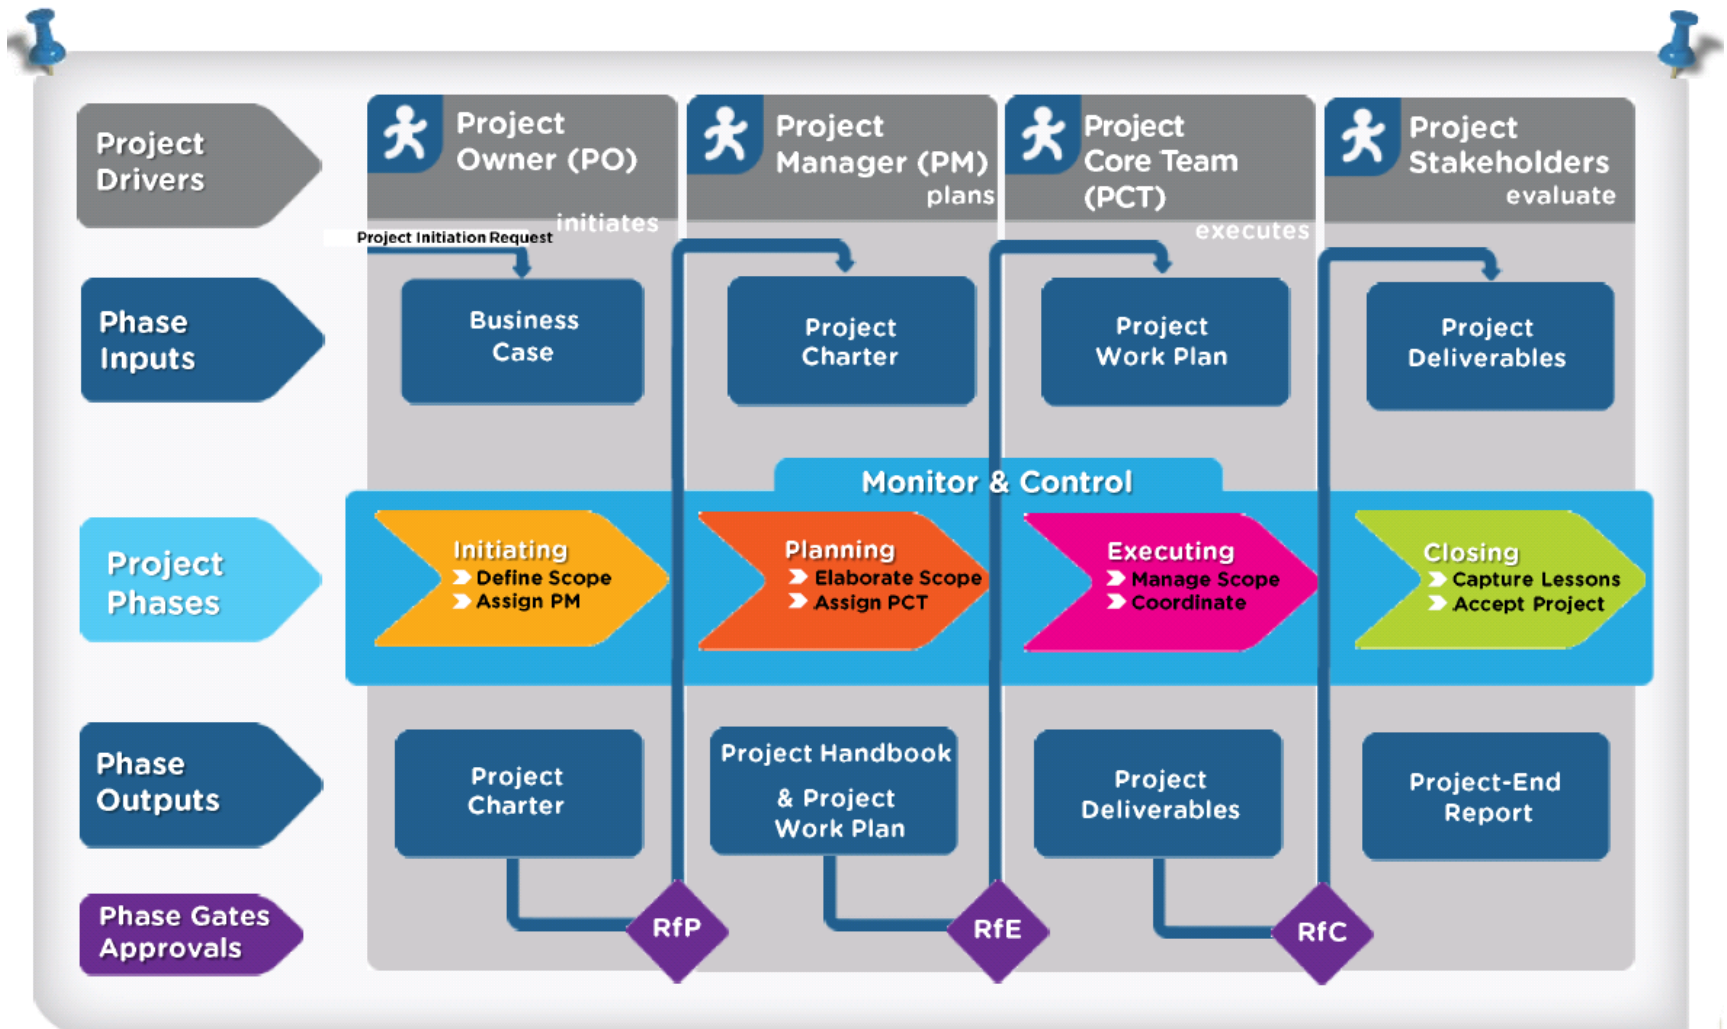 Project
Drivers
Project
Owner (PO)
initiates
Project
Manager (PM)
plans
Project
Core Team
(PCT)
executes
Project
Stakeholders
evaluate
Project Initiation Request
Phase
Inputs
Business
Case
Project
Charter
Project
Work Plan
Project
Deliverables
Monitor & Control
Project
Phases
Initiating
Define Scope
Assign PM
Planning
Elaborate Scope
Assign PCT
Executing
Manage Scope
Coordinate
Closing
Capture Lessons
Accept Project
Phase
Outputs
Project
Charter
Project Handbook
& Project
Work Plan
Project
Deliverables
Project-End
Report
Phase Gates
Approvals
RfP
RfE
RfC